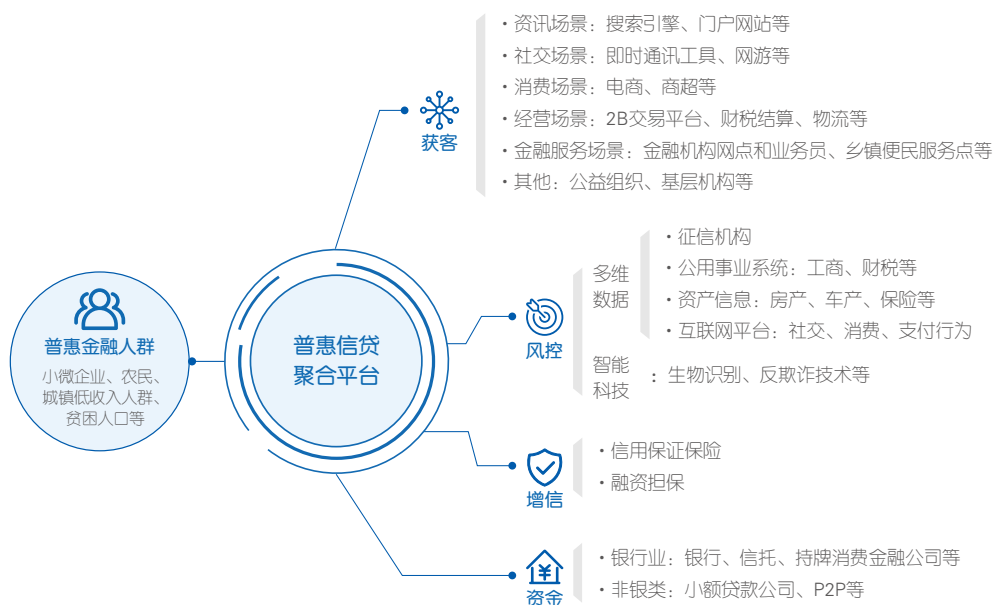 · 资讯场景：搜索引擎、门户网站等
· 社交场景：即时通讯工具、网游等
· 消费场景：电商、商超等
· 经营场景：2B交易平台、财税结算、物流等
· 金融服务场景：金融机构网点和业务员、乡镇便民服务点等
· 其他：公益组织、基层机构等
获客
普惠金融人群
小微企业、农民、
城镇低收入人群、
贫困人口等
普惠信贷
聚合平台
风控
多维
数据
· 征信机构
· 公用事业系统：工商、财税等
· 资产信息：房产、车产、保险等
· 互联网平台：社交、消费、支付行为
智能
科技
：生物识别、反欺诈技术等
增信
· 信用保证保险
· 融资担保
资金
· 银行业：银行、信托、持牌消费金融公司等
· 非银类：小额贷款公司、P2P等